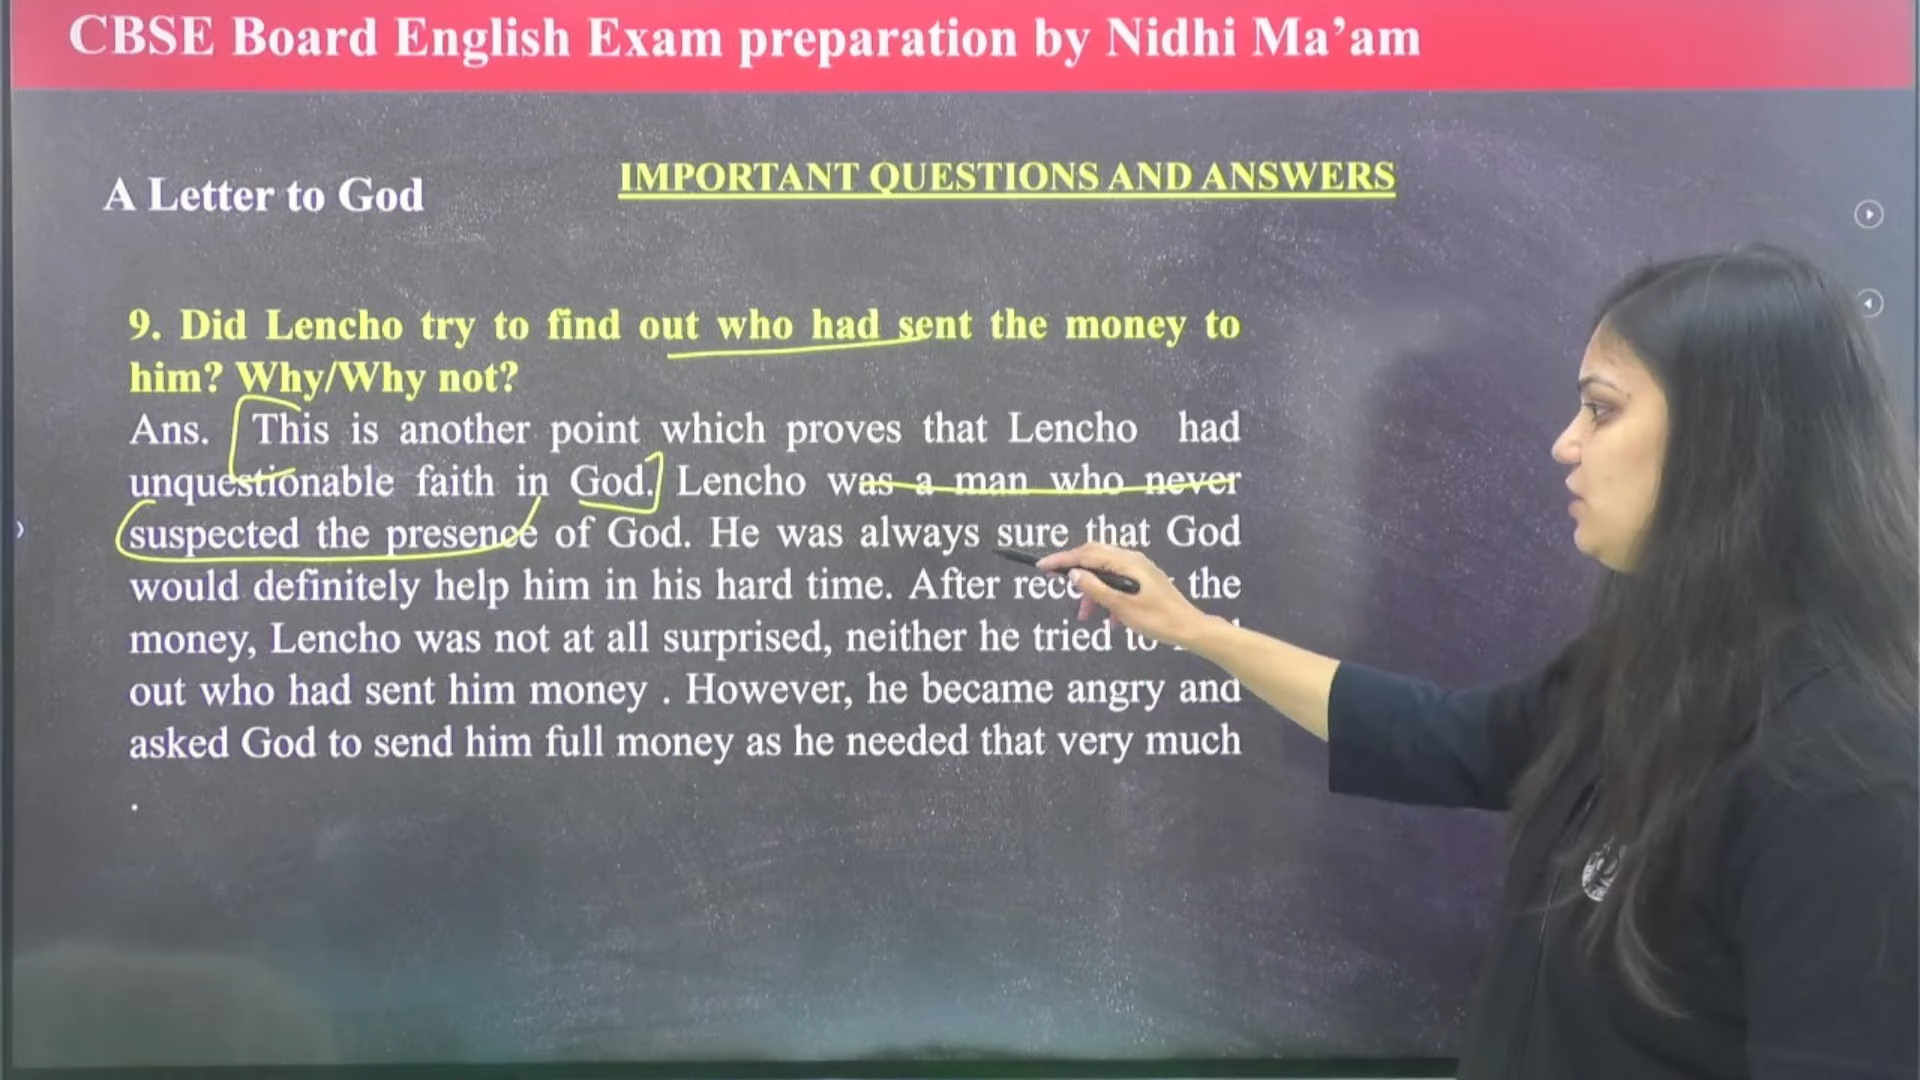 CBSE Board English Exam preparation by Nidhi Ma’am
A Letter to God
IMPORTANT QUESTIONS AND ANSWERS
9. Did Lencho try to find out who had sent the money to
him? Why/Why not?
Ans. This is another point which proves that Lencho had
unquestionable faith in God. Lencho was a man who never
suspected the presence of God. He was always sure that God
would definitely help him in his hard time. After the
money, Lencho was not at all surprised, neither he tried to
out who had sent him money . However, he became angry and
asked God to send him full money as he needed that very much
.